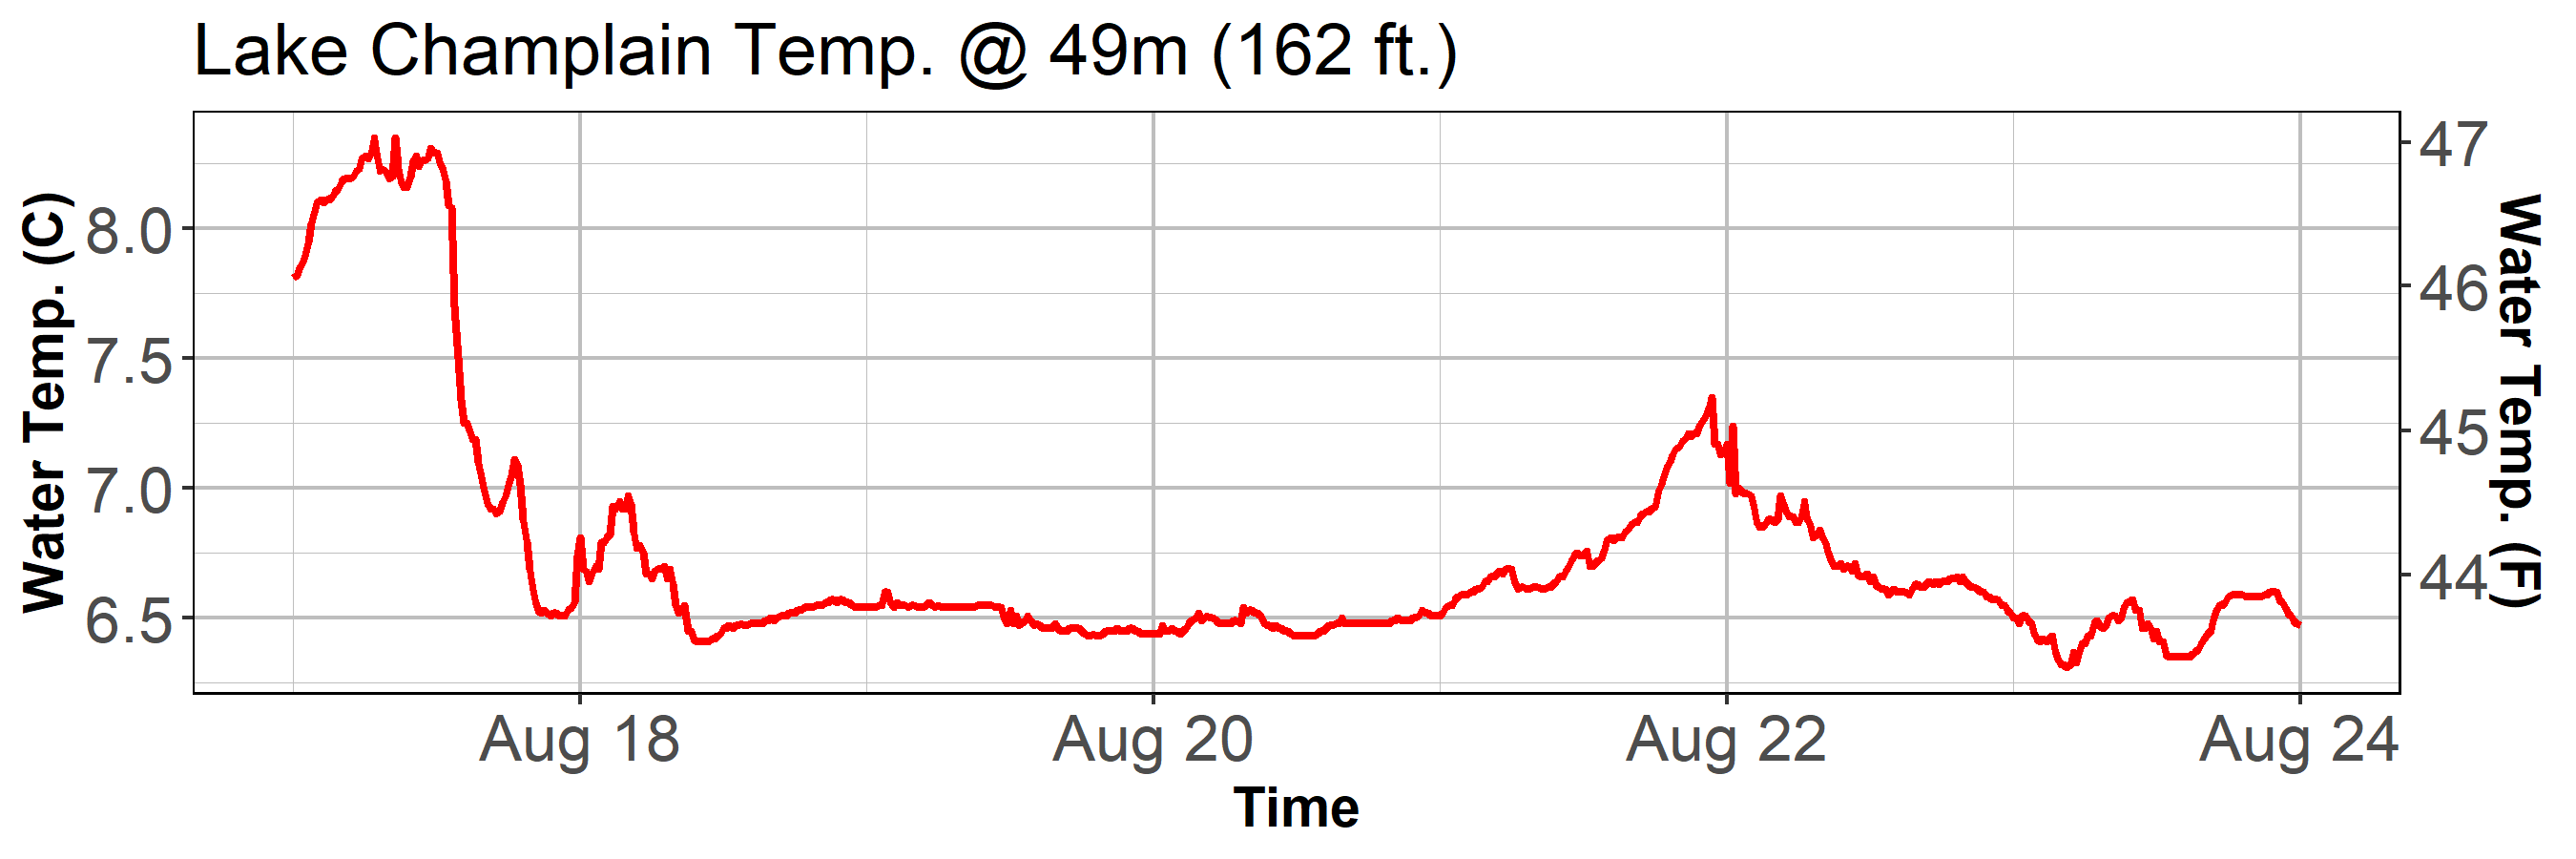 Lake Champlain Temp. @ 49m (162 ft.)
Water Temp. (C)
8.0
7.5
7.0
6.5
47
46
45
44
Water Temp. (F)
Aug 18
Aug 20
Aug 22
Aug 24
Time